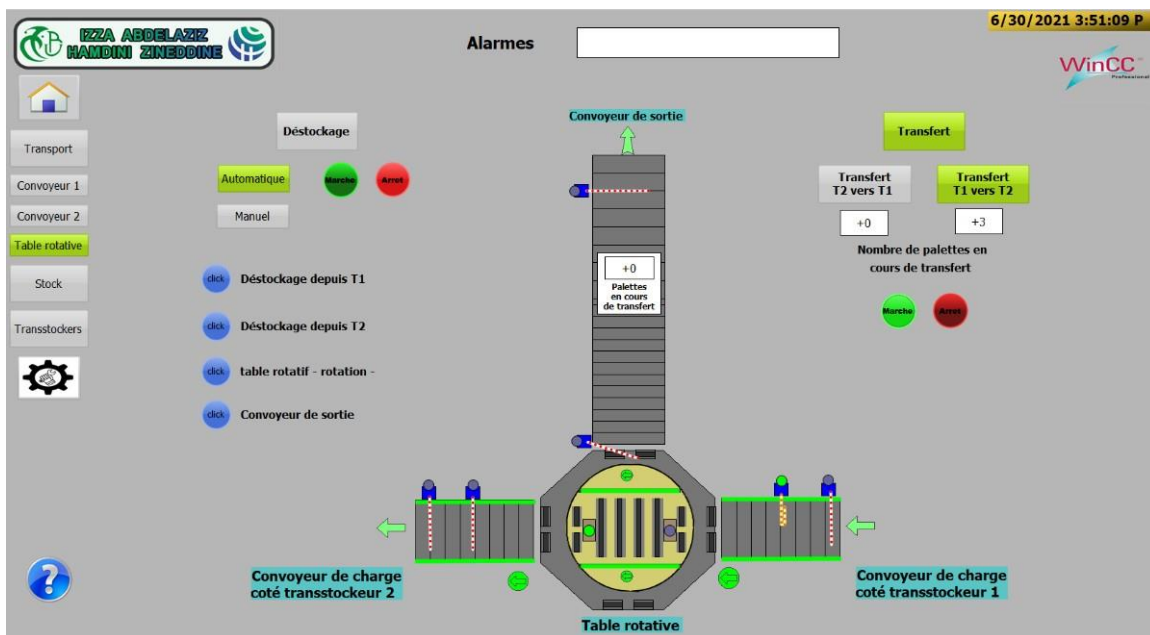 IZZA ABDELAZIZ
HAMDINI ZINEDDINE
Alarmes
6/30/2021 3:51:09 P
WinCC
Professional
Transport
Convoyeur 1
Convoyeur 2
Table rotative
Stock
Transstockers
Déstockage
Automatique
Marche
Arret
Manuel
click
Déstockage depuis T1
click
Déstockage depuis T2
click
table rotatif - rotation -
click
Convoyeur de sortie
Convoyeur de sortie
+0
Palettes
en cours
de transfert
Transfert
Transfert
T2 vers T1
Transfert
T1 vers T2
+0
+3
Nombre de palettes en
cours de transfert
Marche
Arret
?
Convoyeur de charge
coté transstockeur 2
Table rotative
Convoyeur de charge
coté transstockeur 1